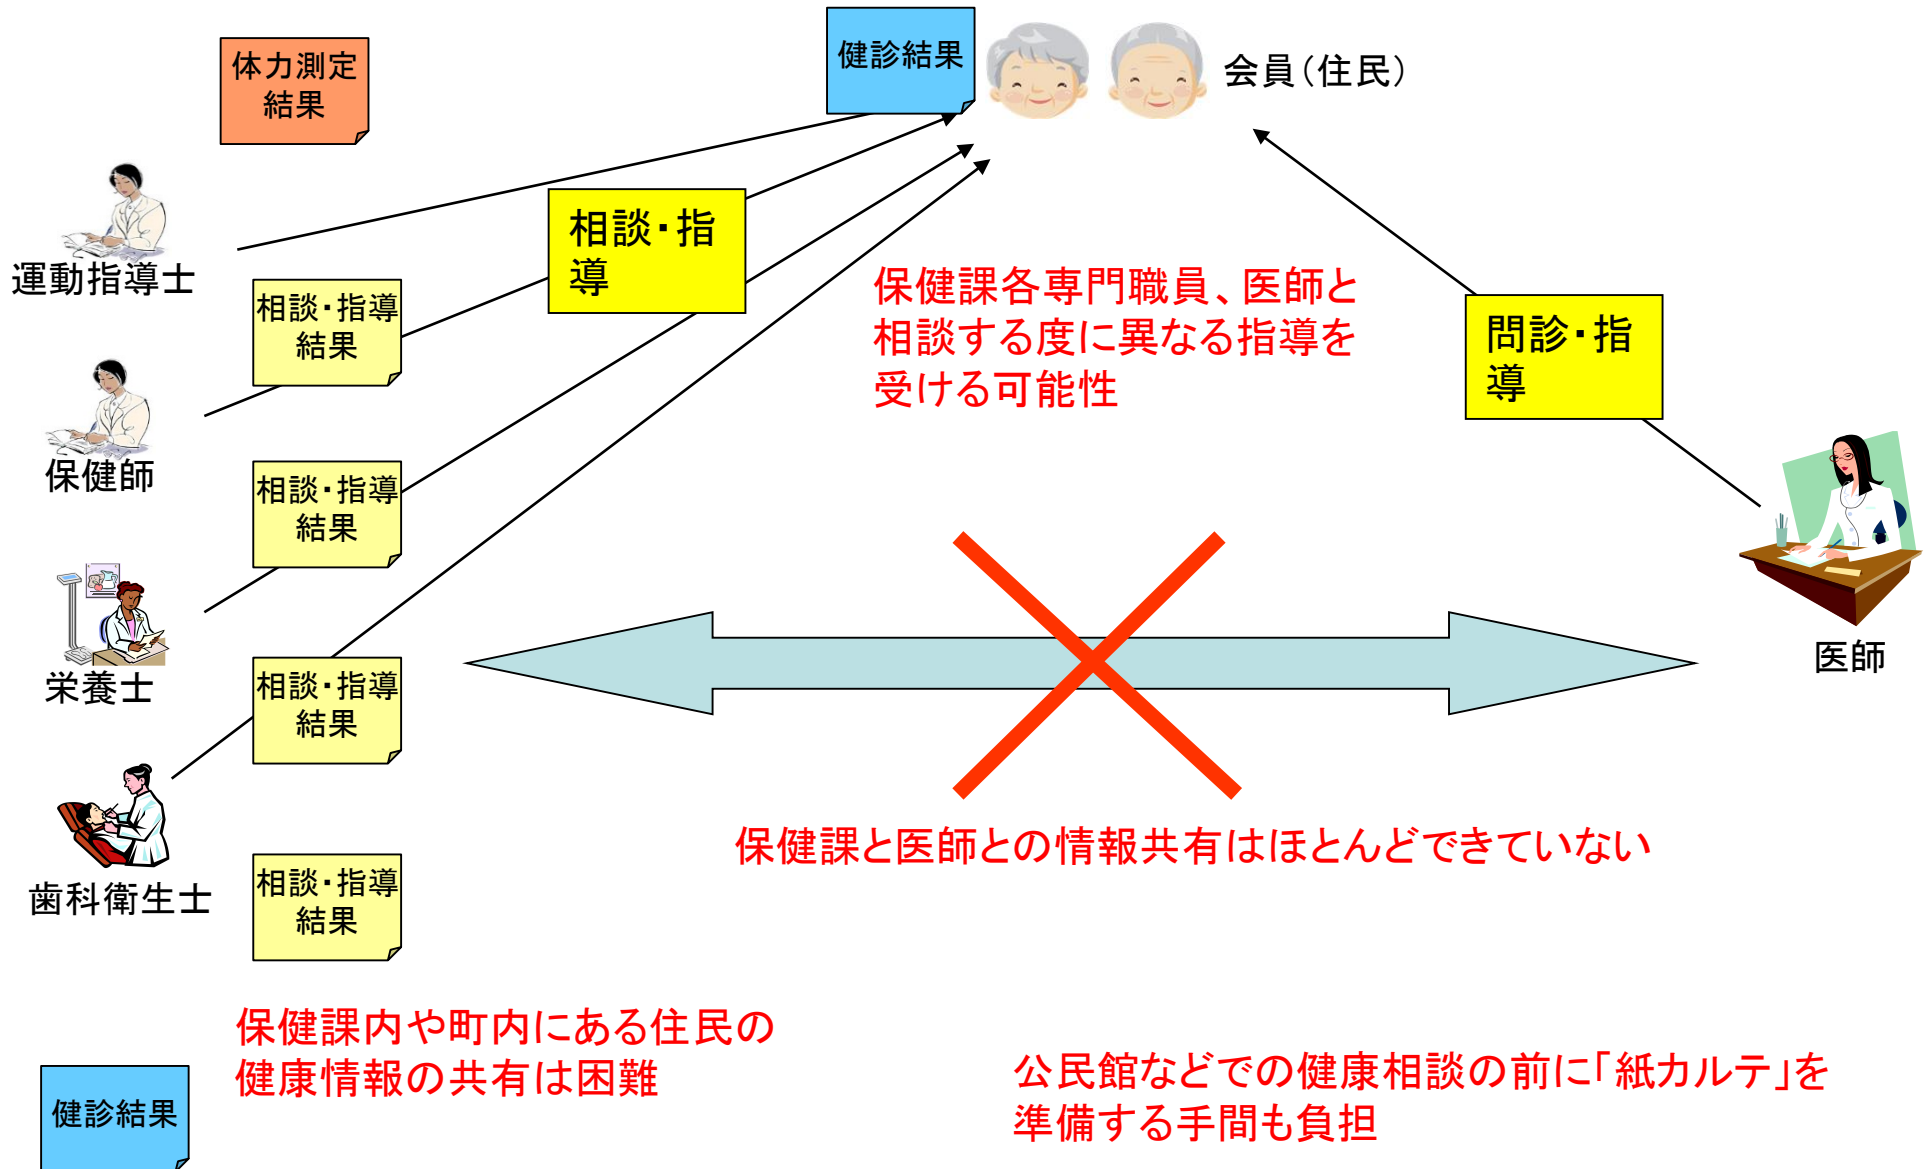 体力測定
結果
健診結果
会員(住民)
運動指導士
相談・指
導
相談・指導
結果
保健課各専門職員、医師と
相談する度に異なる指導を
受ける可能性
問診・指
導
保健師
相談・指導
結果
栄養士
相談・指導
結果
医師
歯科衛生士
相談・指導
結果
保健課と医師との情報共有はほとんどできていない
保健課内や町内にある住民の
健康情報の共有は困難
健診結果
公民館などでの健康相談の前に「紙カルテ」を
準備する手間も負担